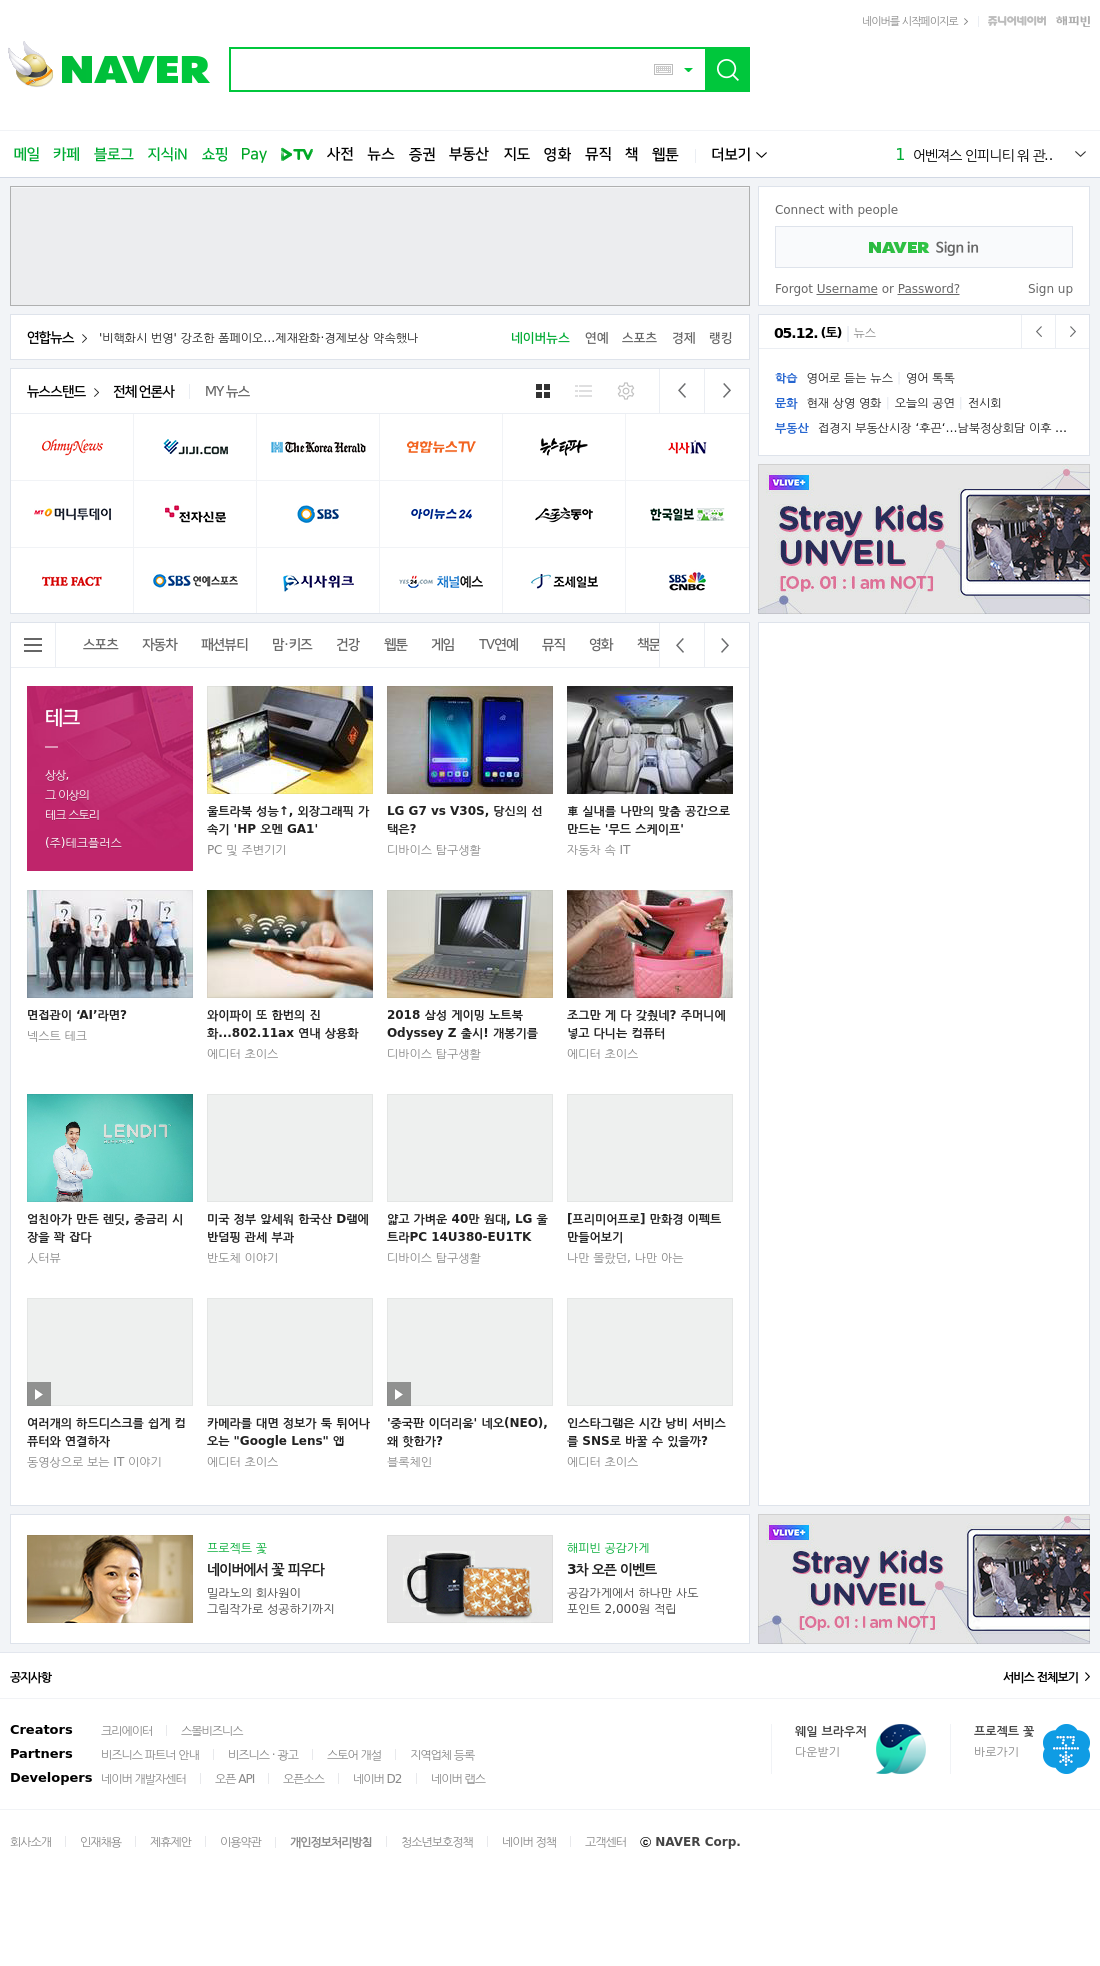 네이버를 시작페이지로
쥬니어네이버 해피빈
NAVER
메일 카페 블로그 지식iN 쇼핑 Pay TV 사전 뉴스 증권 부동산 지도 영화 뮤직 책 웹툰 더보기
1 어벤져스 인피니티 워 관..
Connect with people
NAVER Sign in
Forgot Username or Password? Sign up
연합뉴스 '비핵화시 번영' 강조한 폼페이오…제재완화·경제보상 약속했나
네이버뉴스 연예 스포츠 경제 랭킹
05.12.(토) 뉴스
학습 영어로 듣는 뉴스 영어 톡톡
문화 현재 상영 영화 오늘의 공연 전시회
부동산 접경지 부동산시장 ‘후끈’…남북정상회담 이후 ...
뉴스스탠드 전체 언론사 MY 뉴스
OhmyNews JIJI.COM The Korea Herald 연합뉴스TV 뉴스타파 시사IN
MT 머니투데이 전자신문 SBS 아이뉴스24 스포츠동아 한국일보
THE FACT SBS 연예스포츠 시사위크 YES24.COM 채널예스 조세일보 SBS CNBC
VLIVE+
Stray Kids
UNVEIL
[Op. 01 : I am NOT]
스포츠 자동차 패션뷰티 맘·키즈 건강 웹툰 게임 TV연예 뮤직 영화 책문
테크
상상,
그 이상의
테크 스토리
(주)테크플러스
울트라북 성능↑, 외장그래픽 가
속기 'HP 오멘 GA1'
PC 및 주변기기
LG G7 vs V30S, 당신의 선
택은?
디바이스 탐구생활
車 실내를 나만의 맞춤 공간으로
만드는 '무드 스케이프'
자동차 속 IT
? ? ? ?
면접관이 ‘AI’라면?
넥스트 테크
와이파이 또 한번의 진
화...802.11ax 연내 상용화
에디터 초이스
2018 삼성 게이밍 노트북
Odyssey Z 출시! 개봉기를
디바이스 탐구생활
조그만 게 다 갖췄네? 주머니에
넣고 다니는 컴퓨터
에디터 초이스
LENDIT
엄친아가 만든 렌딧, 중금리 시
장을 꽉 잡다
人터뷰
미국 정부 앞세워 한국산 D램에
반덤핑 관세 부과
반도체 이야기
얇고 가벼운 40만 원대, LG 울
트라PC 14U380-EU1TK
디바이스 탐구생활
[프리미어프로] 만화경 이펙트
만들어보기
나만 몰랐던, 나만 아는
여러개의 하드디스크를 쉽게 컴
퓨터와 연결하자
동영상으로 보는 IT 이야기
카메라를 대면 정보가 툭 튀어나
오는 "Google Lens" 앱
에디터 초이스
'중국판 이더리움' 네오(NEO),
왜 핫한가?
블록체인
인스타그램은 시간 낭비 서비스
를 SNS로 바꿀 수 있을까?
에디터 초이스
프로젝트 꽃
네이버에서 꽃 피우다
밀라노의 회사원이
그림작가로 성공하기까지
해피빈 공감가게
3차 오픈 이벤트
공감가게에서 하나만 사도
포인트 2,000원 적립
VLIVE+
Stray Kids
UNVEIL
[Op. 01 : I am NOT]
공지사항
서비스 전체보기
Creators 크리에이터 스몰비즈니스
Partners 비즈니스 파트너 안내 비즈니스 · 광고 스토어 개설 지역업체 등록
Developers 네이버 개발자센터 오픈 API 오픈소스 네이버 D2 네이버 랩스
웨일 브라우저
다운받기
프로젝트 꽃
바로가기
회사소개 인재채용 제휴제안 이용약관 개인정보처리방침 청소년보호정책 네이버 정책 고객센터 ⓒ NAVER Corp.